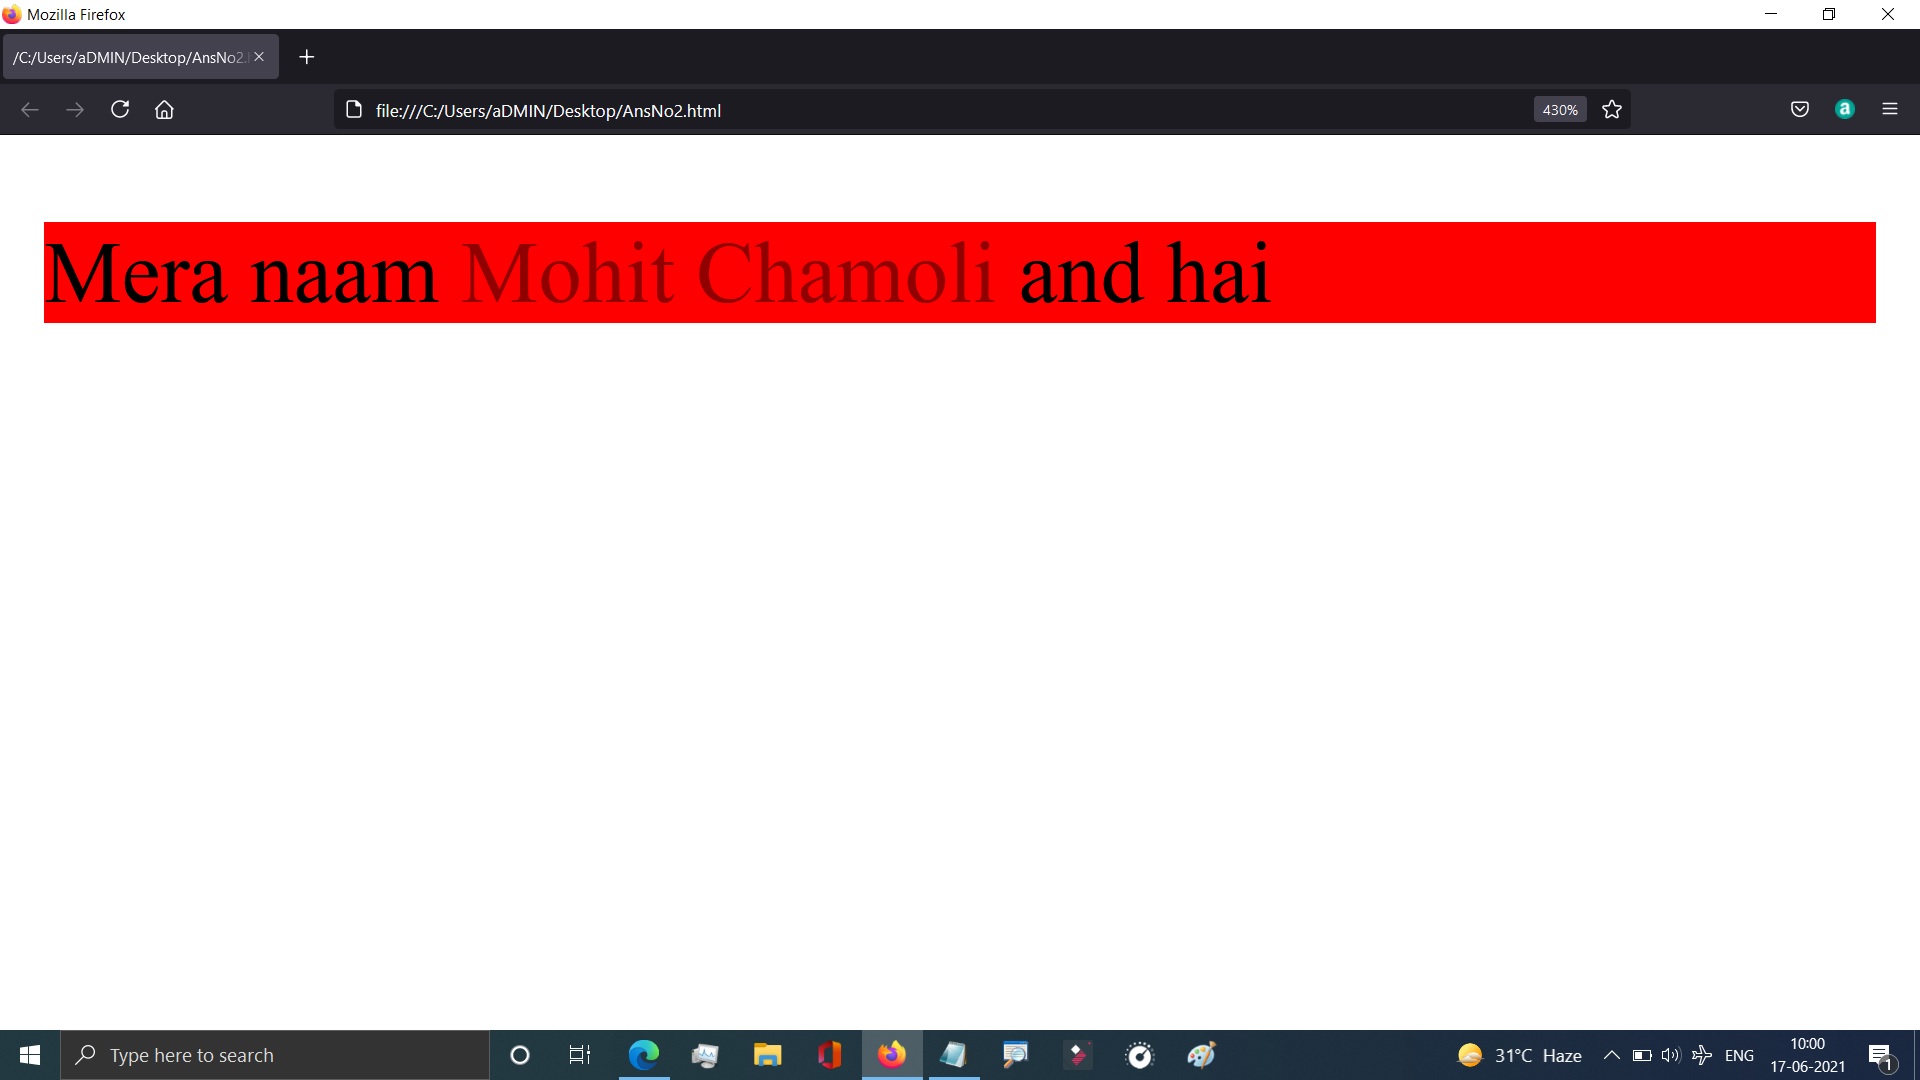 Mozilla Firefox
/C:/Users/aDMIN/Desktop/AnsNo2.
file:///C:/Users/aDMIN/Desktop/AnsNo2.html 430%
Mera naam Mohit Chamoli and hai
Type here to search
31°C Haze
ENG
10:00
17-06-2021
1